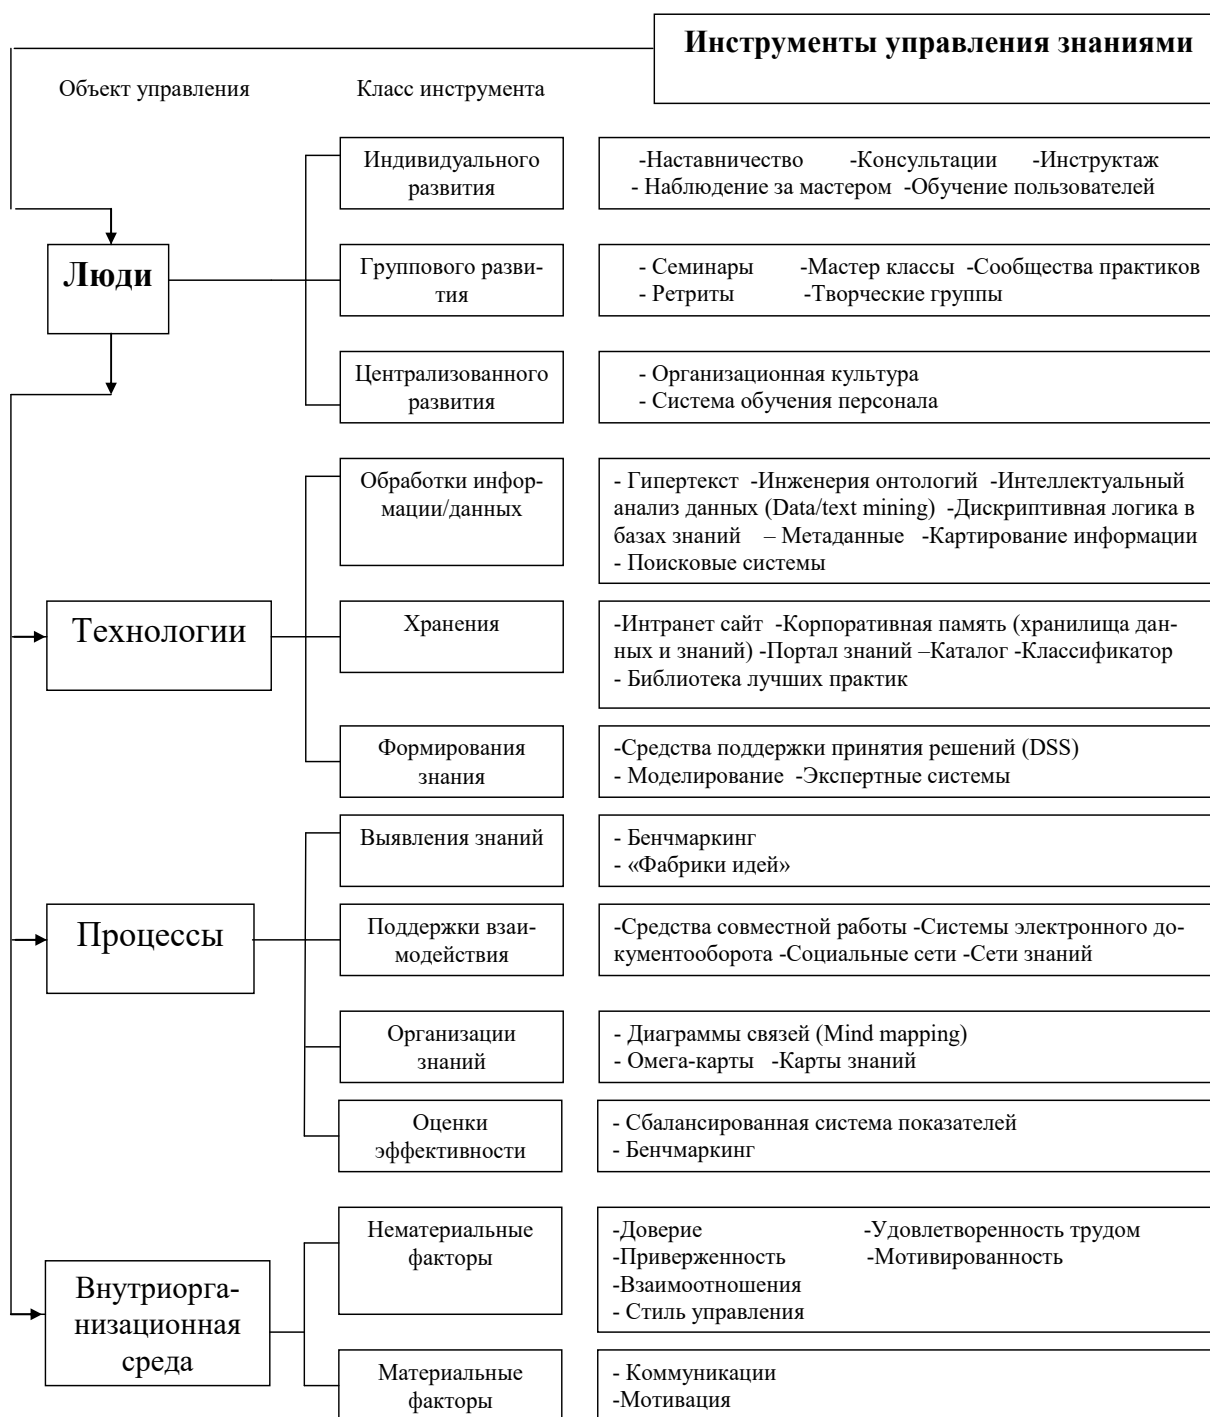 Инструменты управления знаниями
Объект управления
Класс инструмента
Люди
Индивидуального
развития
-Наставничество -Консультации -Инструктаж
- Наблюдение за мастером -Обучение пользователей
Группового разви-
тия
- Семинары -Мастер классы -Сообщества практиков
- Ретриты -Творческие группы
Централизованного
развития
- Организационная культура
- Система обучения персонала
Технологии
Обработки инфор-
мации/данных
- Гипертекст -Инженерия онтологий -Интеллектуальный
анализ данных (Data/text mining) -Дискриптивная логика в
базах знаний – Метаданные -Картирование информации
- Поисковые системы
Хранения
-Интранет сайт -Корпоративная память (хранилища дан-
ных и знаний) -Портал знаний –Каталог -Классификатор
- Библиотека лучших практик
Формирования
знания
-Средства поддержки принятия решений (DSS)
- Моделирование -Экспертные системы
Процессы
Выявления знаний
- Бенчмаркинг
- «Фабрики идей»
Поддержки взаи-
модействия
-Средства совместной работы -Системы электронного до-
кументооборота -Социальные сети -Сети знаний
Организации
знаний
- Диаграммы связей (Mind mapping)
- Омега-карты -Карты знаний
Оценки
эффективности
- Сбалансированная система показателей
- Бенчмаркинг
Внутриорга-
низационная
среда
Нематериальные
факторы
-Доверие -Удовлетворенность трудом
-Приверженность -Мотивированность
-Взаимоотношения
- Стиль управления
Материальные
факторы
- Коммуникации
-Мотивация